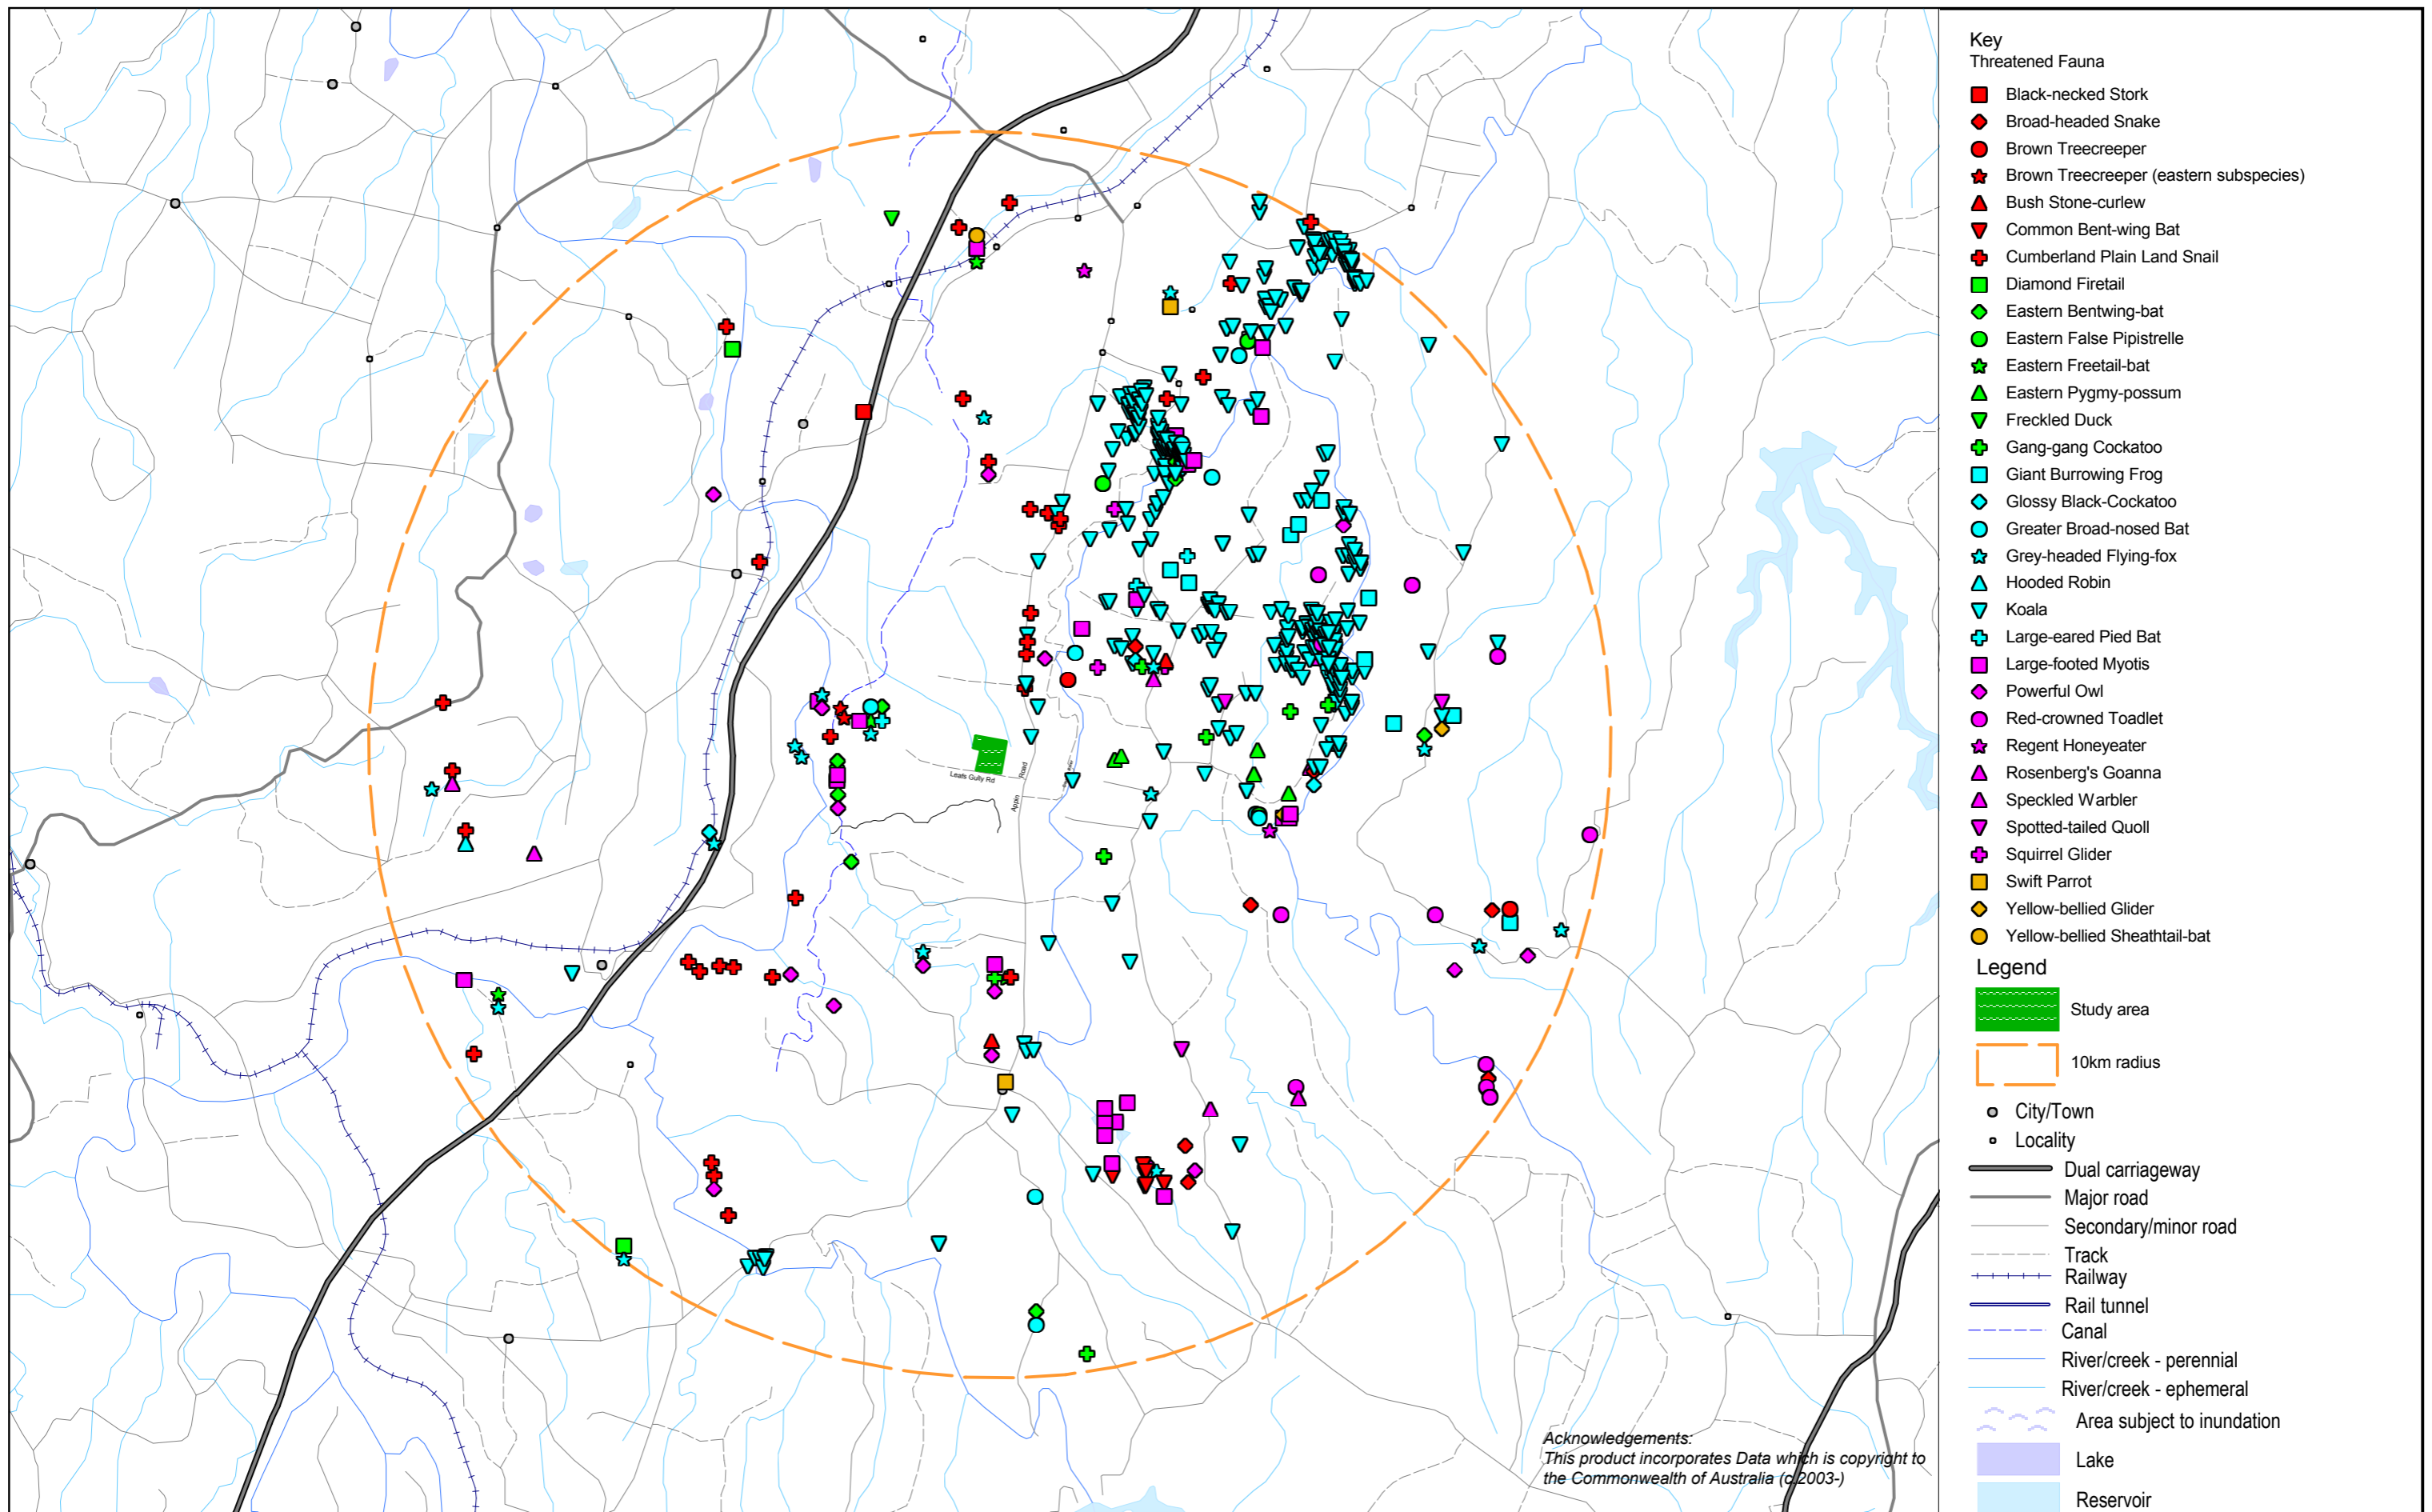 Key
Threatened Fauna
Black-necked Stork
Broad-headed Snake
Brown Treecreeper
Brown Treecreeper (eastern subspecies)
Bush Stone-curlew
Common Bent-wing Bat
Cumberland Plain Land Snail
Diamond Firetail
Eastern Bentwing-bat
Eastern False Pipistrelle
Eastern Freetail-bat
Eastern Pygmy-possum
Freckled Duck
Gang-gang Cockatoo
Giant Burrowing Frog
Glossy Black-Cockatoo
Greater Broad-nosed Bat
Grey-headed Flying-fox
Hooded Robin
Koala
Large-eared Pied Bat
Large-footed Myotis
Powerful Owl
Red-crowned Toadlet
Regent Honeyeater
Rosenberg's Goanna
Speckled Warbler
Spotted-tailed Quoll
Squirrel Glider
Swift Parrot
Yellow-bellied Glider
Yellow-bellied Sheathtail-bat
Legend
Study area
10km radius
City/Town
Locality
Dual carriageway
Major road
Secondary/minor road
Track
Railway
Rail tunnel
Canal
River/creek - perennial
River/creek - ephemeral
Area subject to inundation
Lake
Reservoir
Leafs Gully Rd
Road
Appin
Acknowledgements:
This product incorporates Data which is copyright to
the Commonwealth of Australia (c.2003-)